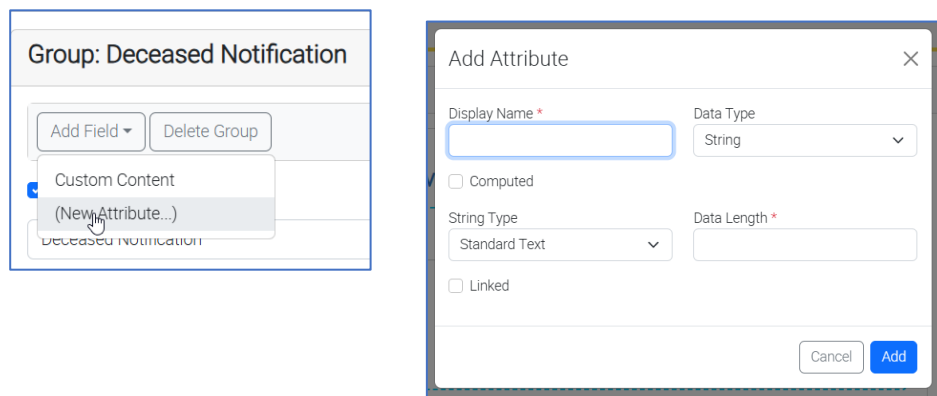 Group: Deceased Notification
Add Field
Delete Group
Custom Content
(New Attribute...)
Deceased Notification
Add Attribute
Display Name *
Data Type
String
Computed
String Type
Data Length *
Standard Text
Linked
Cancel
Add